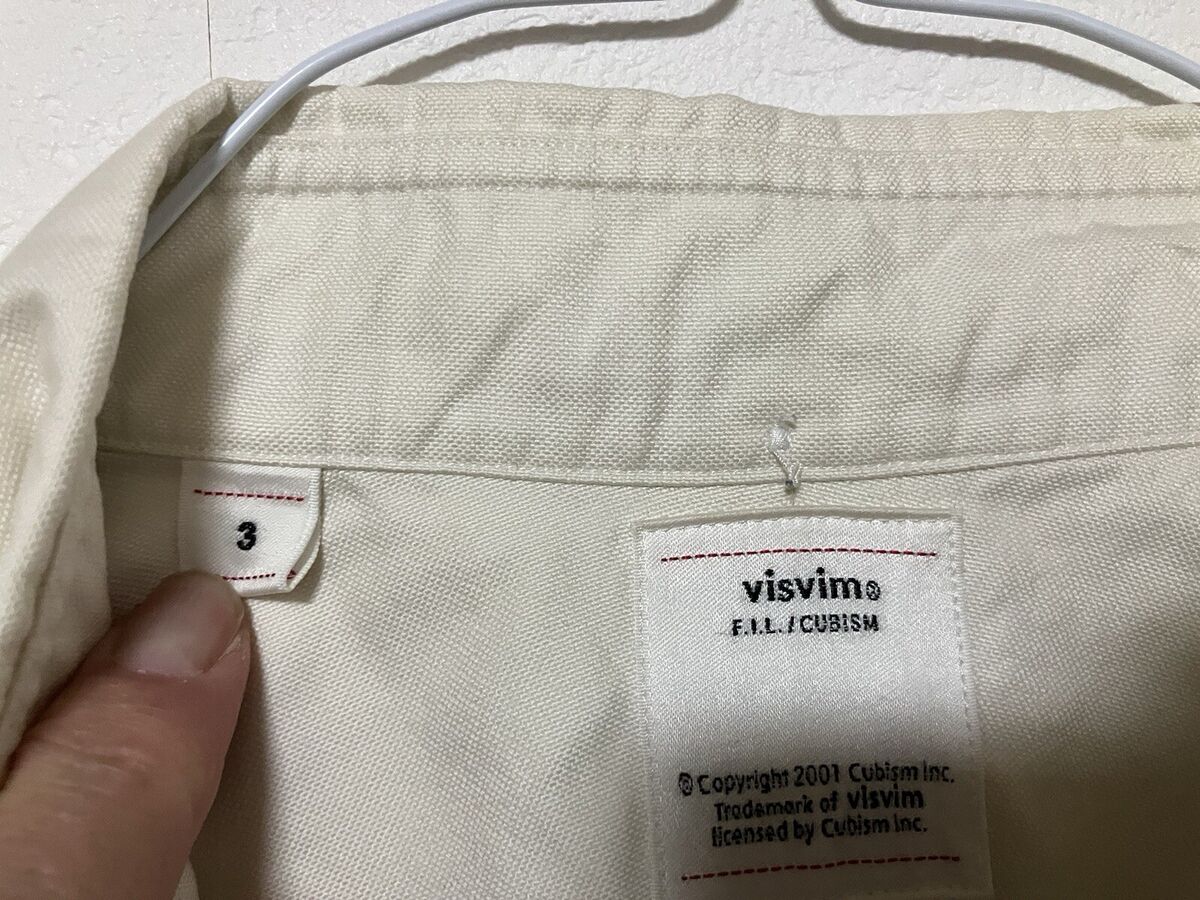 3
visvim®
F.I.L. / CUBISM
® Copyright 2001 Cubism Inc.
Trademark of visvim
licensed by Cubism Inc.